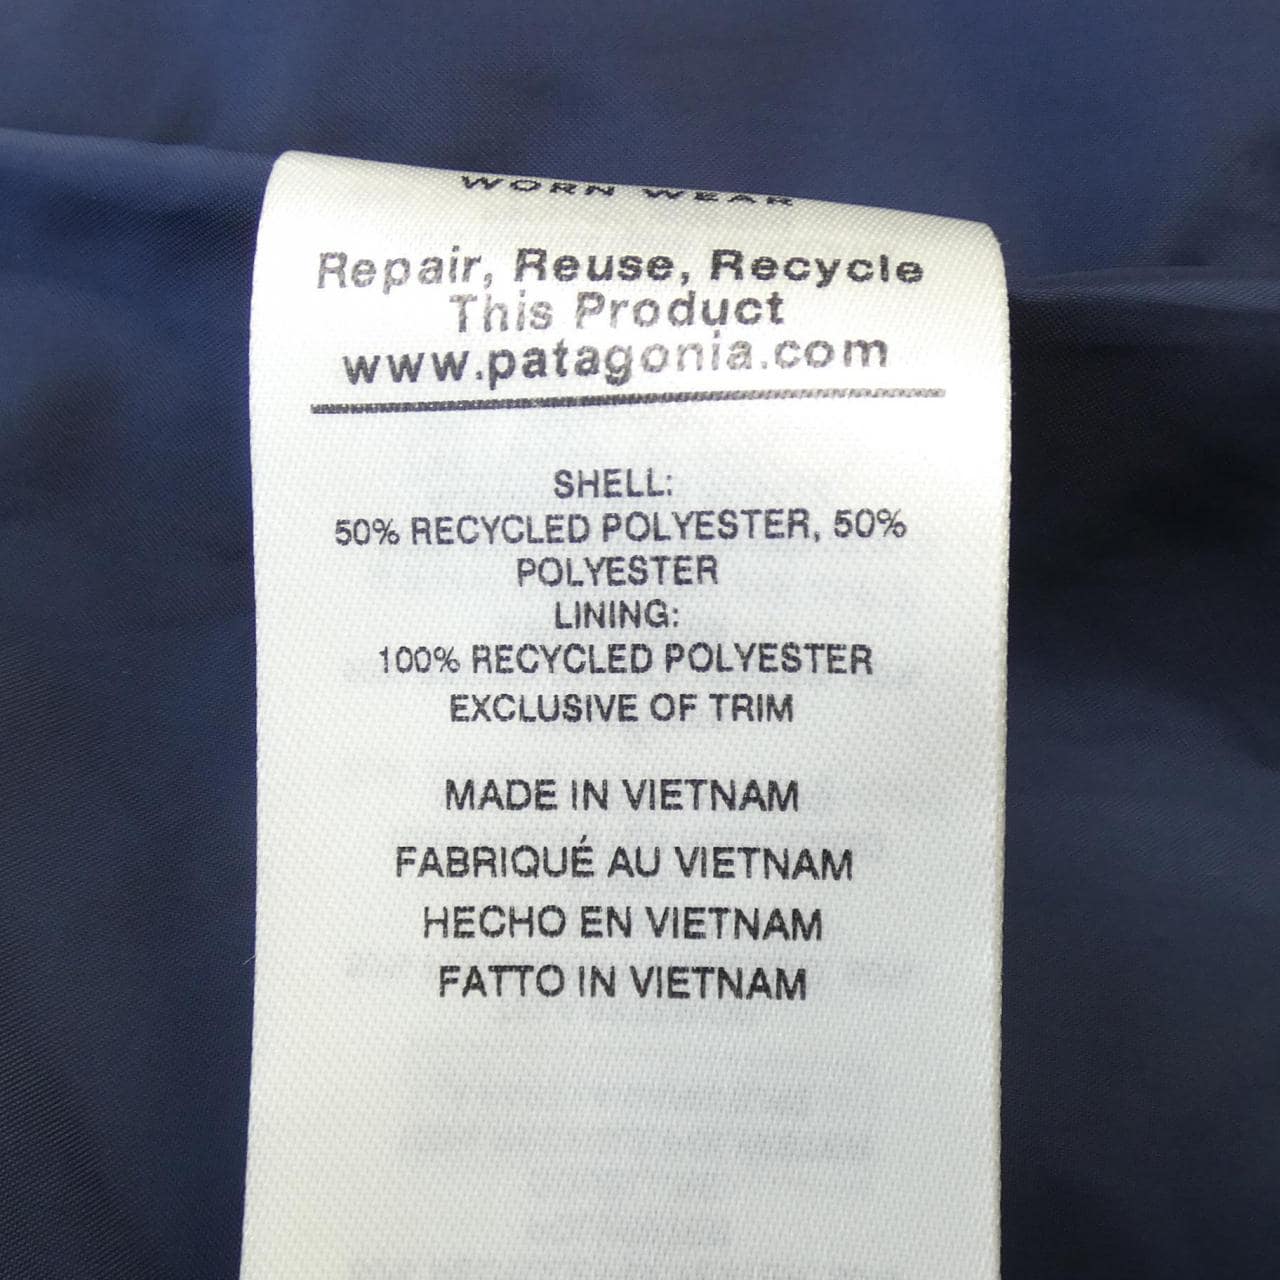 WORN WEAR
Repair, Reuse, Recycle
This Product
www.patagonia.com
SHELL:
50% RECYCLED POLYESTER, 50%
POLYESTER
LINING:
100% RECYCLED POLYESTER
EXCLUSIVE OF TRIM
MADE IN VIETNAM
FABRIQUÉ AU VIETNAM
HECHO EN VIETNAM
FATTO IN VIETNAM